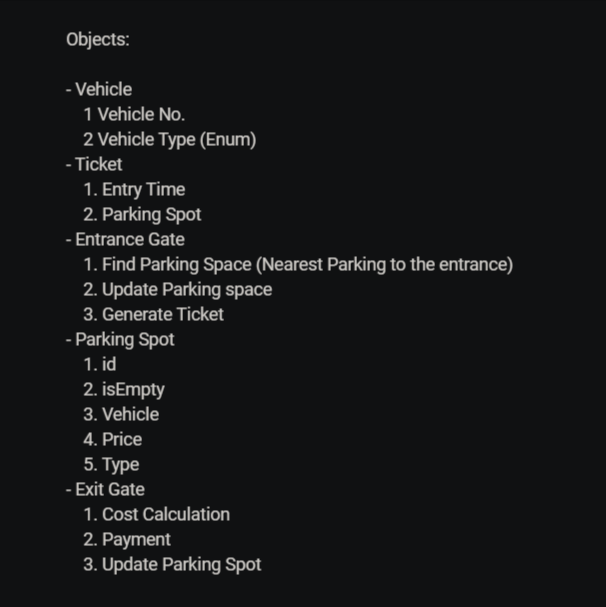 Objects:
- Vehicle
1 Vehicle No.
2 Vehicle Type (Enum)
- Ticket
1. Entry Time
2. Parking Spot
- Entrance Gate
1. Find Parking Space (Nearest Parking to the entrance)
2. Update Parking space
3. Generate Ticket
- Parking Spot
1. id
2. isEmpty
3. Vehicle
4. Price
5. Type
- Exit Gate
1. Cost Calculation
2. Payment
3. Update Parking Spot